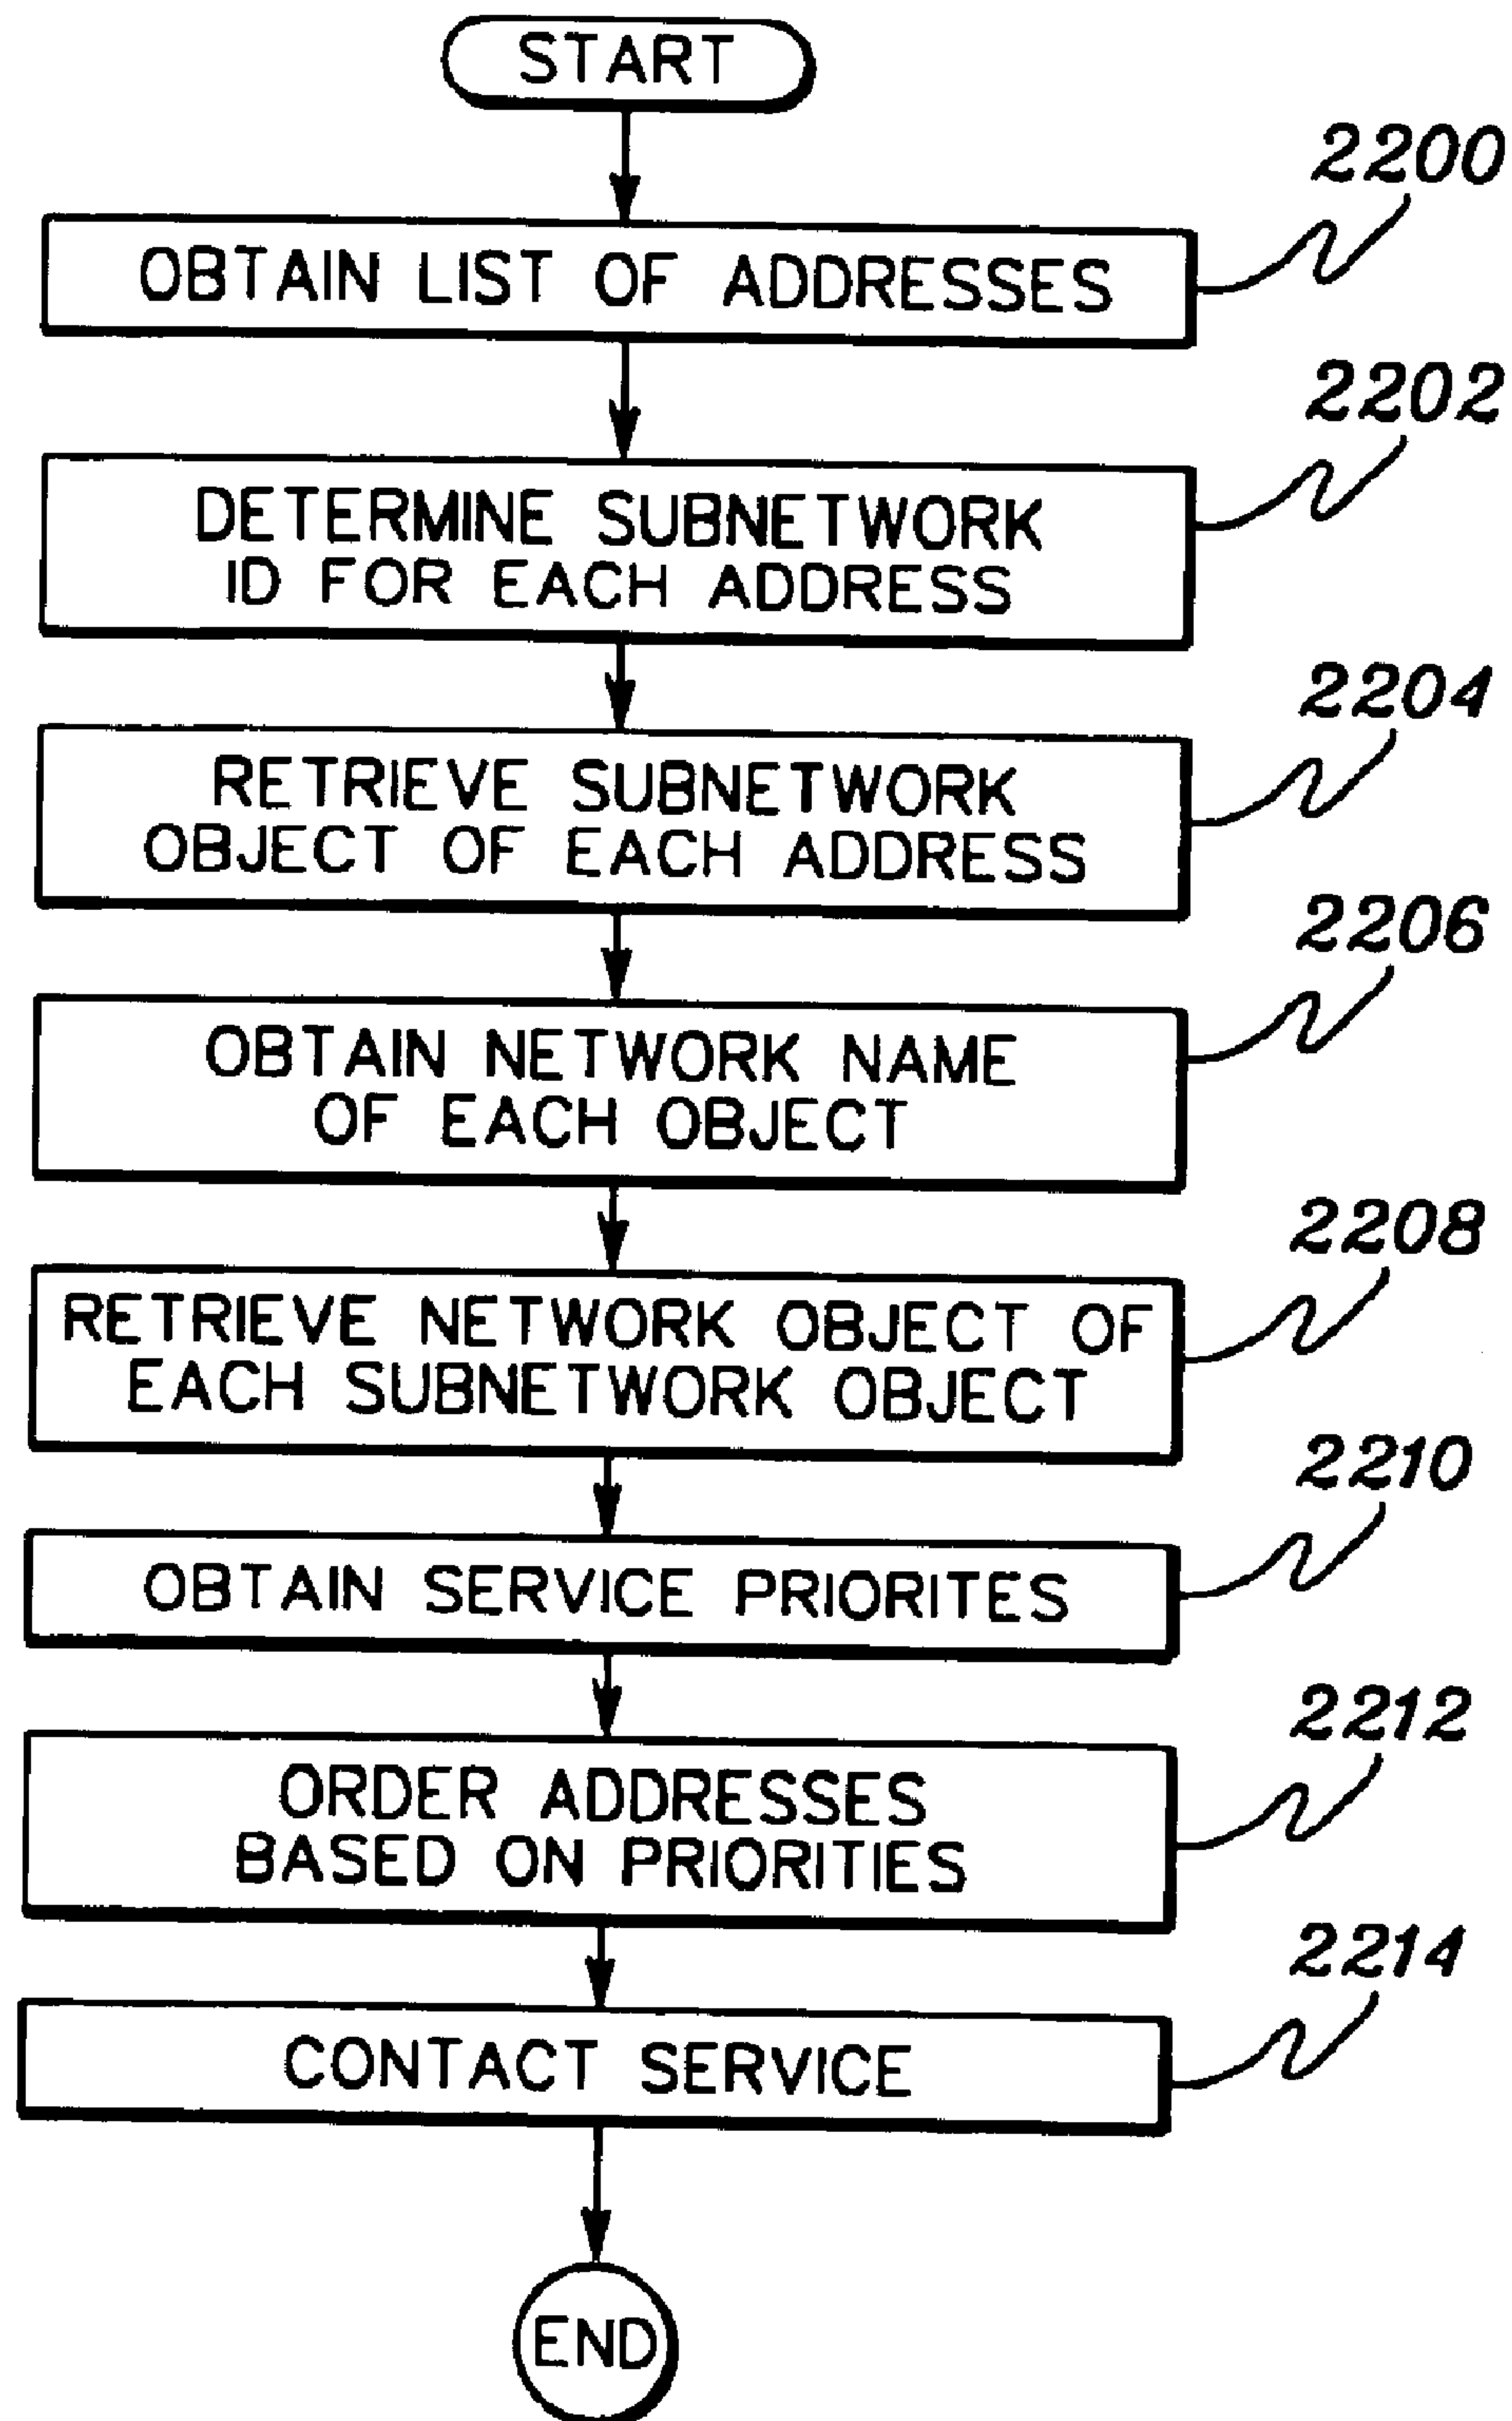 START
2200
OBTAIN LIST OF ADDRESSES
2202
DETERMINE SUBNETWORK
ID FOR EACH ADDRESS
2204
RETRIEVE SUBNETWORK
OBJECT OF EACH ADDRESS
2206
OBTAIN NETWORK NAME
OF EACH OBJECT
2208
RETRIEVE NETWORK OBJECT OF
EACH SUBNETWORK OBJECT
2210
OBTAIN SERVICE PRIORITES
2212
ORDER ADDRESSES
BASED ON PRIORITIES
2214
CONTACT SERVICE
END